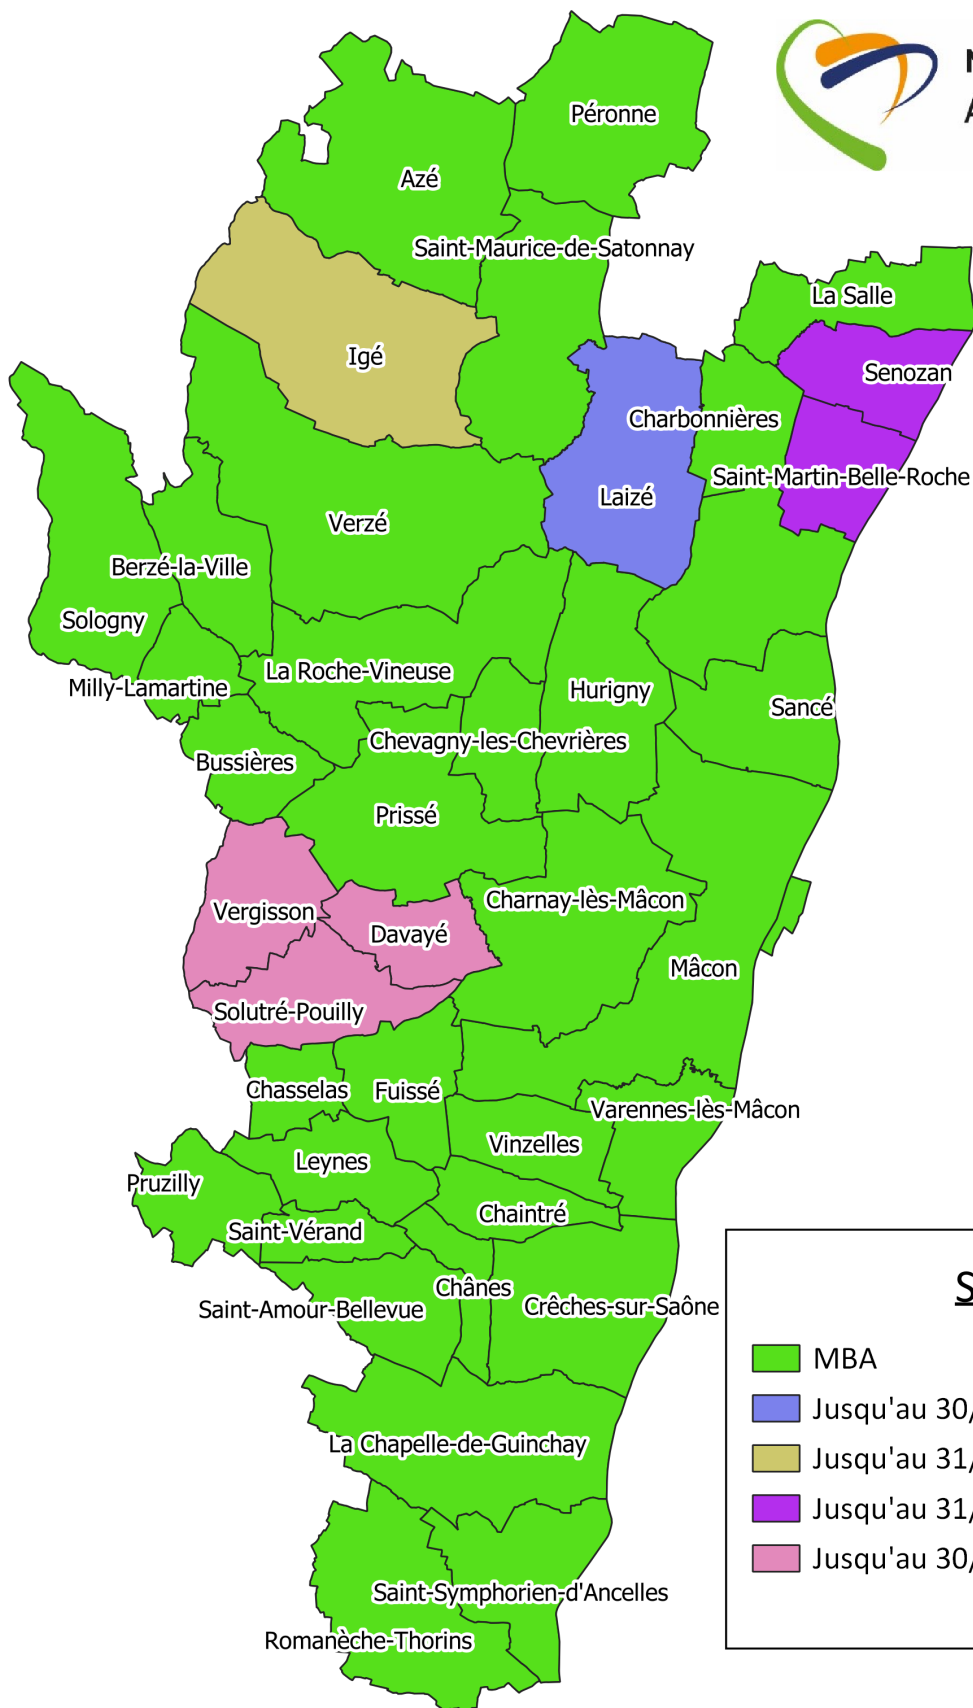 Péronne
Azé
Saint-Maurice-de-Satonnay
La Salle
Igé
Senozan
Charbonnières
Saint-Martin-Belle-Roche
Laizé
Verzé
Berzé-la-Ville
Sologny
La Roche-Vineuse
Milly-Lamartine
Hurigny
Sancé
Chevagny-les-Chevrières
Bussières
Prissé
Charnay-lès-Mâcon
Vergisson
Davayé
Mâcon
Solutré-Pouilly
Chasselas
Fuissé
Varennes-lès-Mâcon
Vinzelles
Leynes
Pruzilly
Chaintré
Saint-Vérand
Chânes
Saint-Amour-Bellevue
Crêches-sur-Saône
La Chapelle-de-Guinchay
Saint-Symphorien-d'Ancelles
Romanèche-Thorins
MBA
Jusqu'au 30/
Jusqu'au 31/
Jusqu'au 31/
Jusqu'au 30/